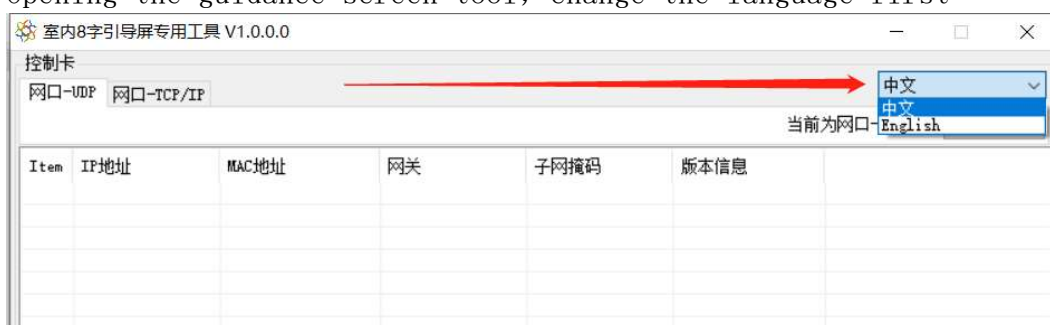 opening the guidance screen tool, change the language first
室内8字引导屏专用工具 V1.0.0.0
控制卡
网口-UDP 网口-TCP/IP
中文
中文
English
当前为网口-
Item IP地址 MAC地址 网关 子网掩码 版本信息